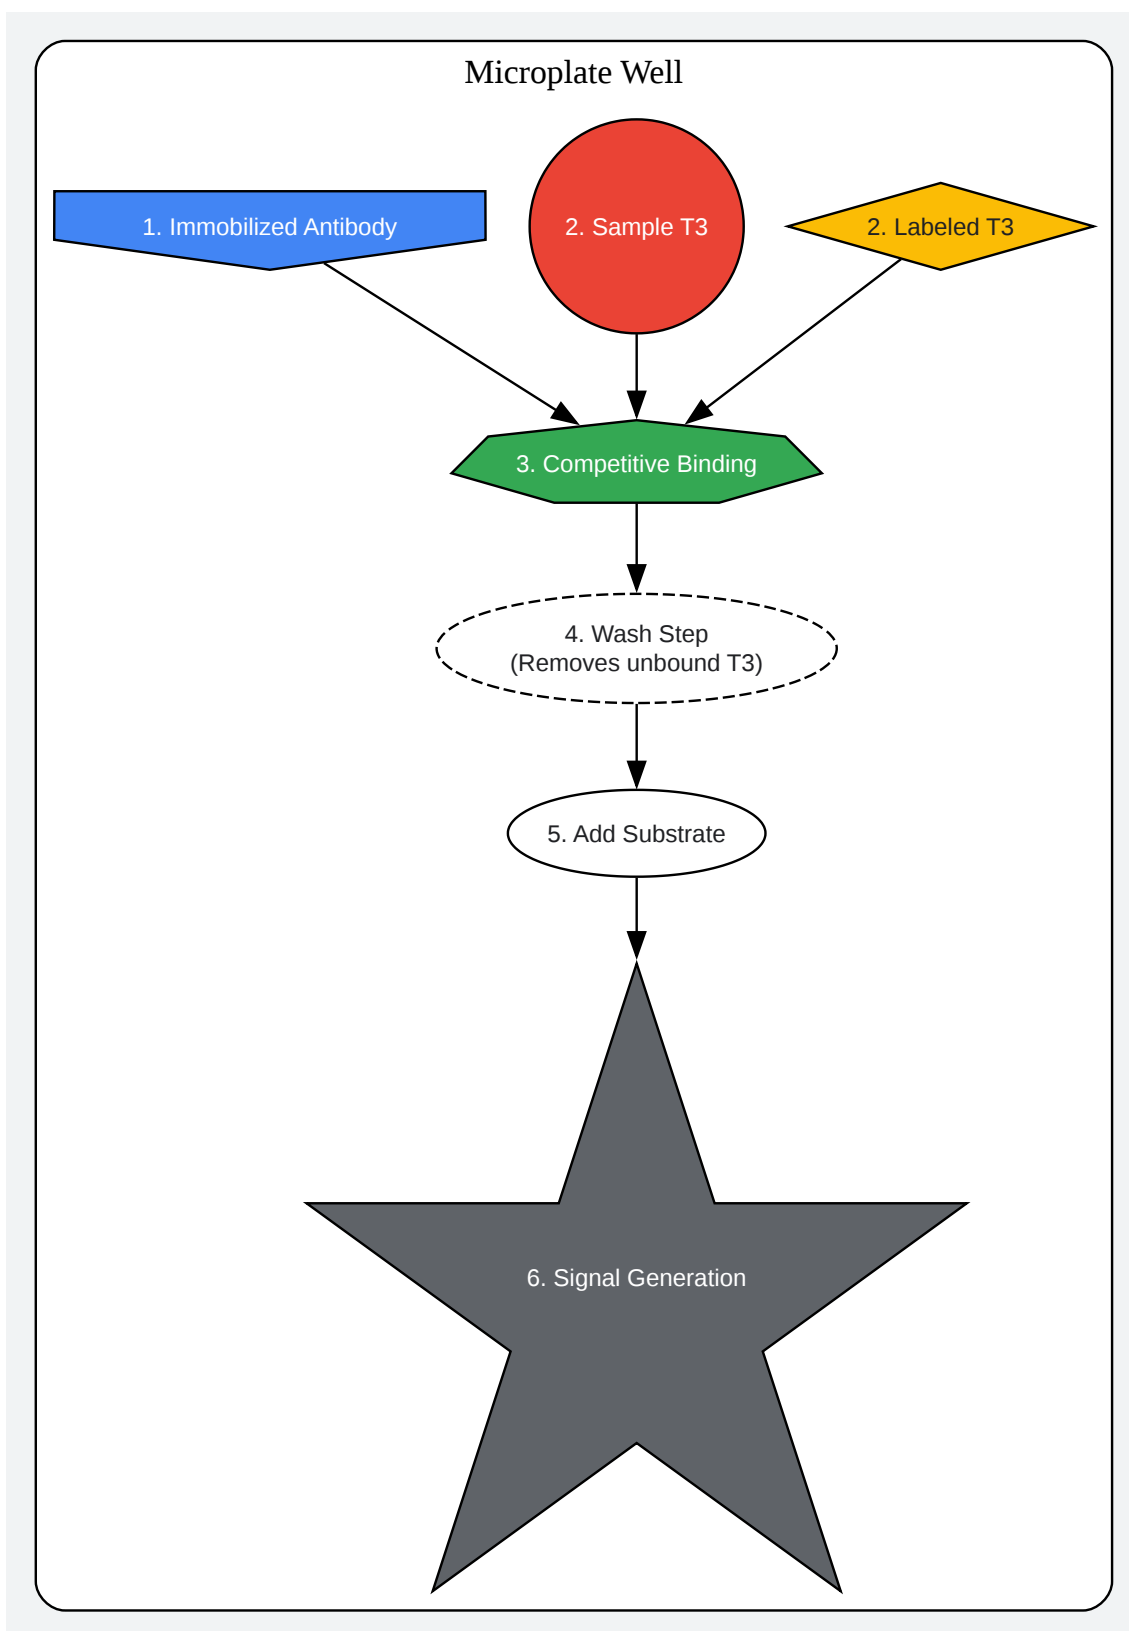 Microplate Well
1. Immobilized Antibody
2. Sample T3
2. Labeled T3
3. Competitive Binding
4. Wash Step
(Removes unbound T3)
5. Add Substrate
6. Signal Generation